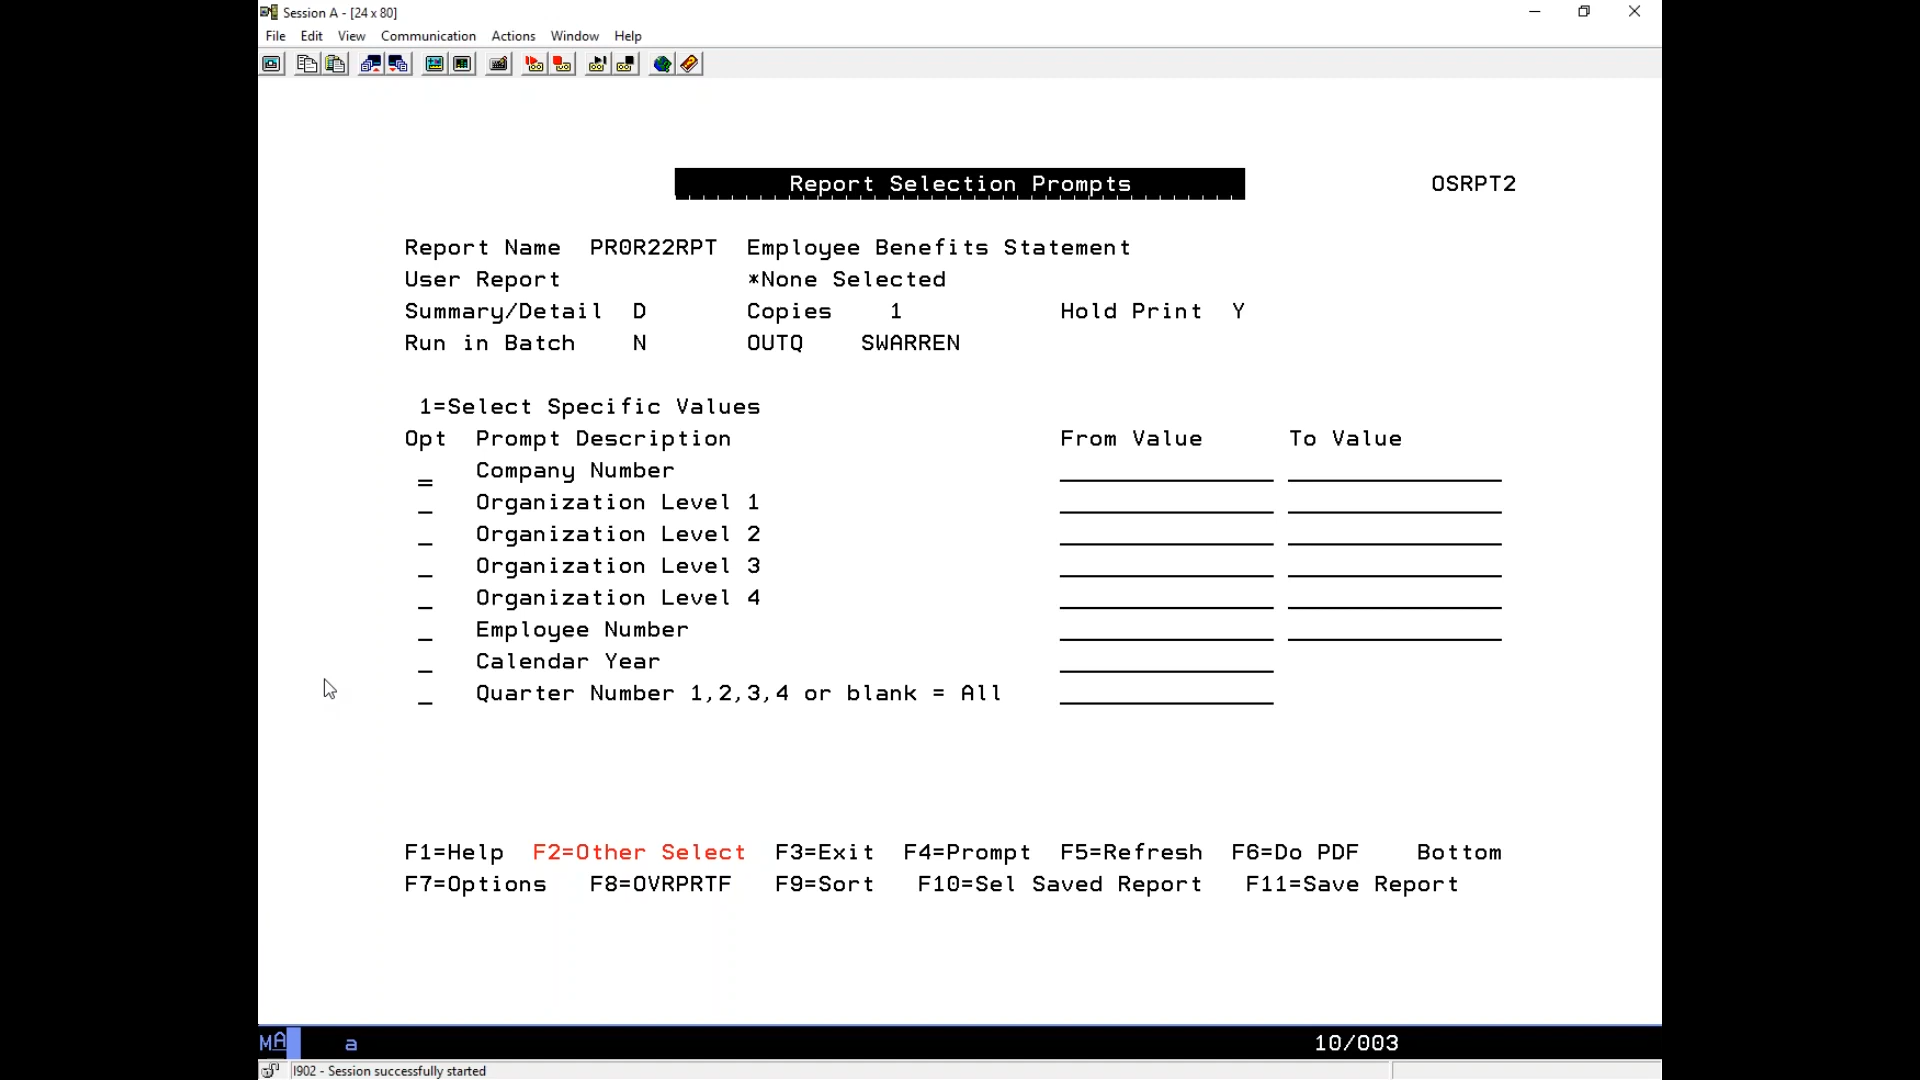 Session A - [24 x 80]
File Edit View Communication Actions Window Help
Report Selection Prompts OSRPT2
Report Name PR0R22RPT Employee Benefits Statement
User Report *None Selected
Summary/Detail D Copies 1 Hold Print Y
Run in Batch N OUTQ SWARREN
1=Select Specific Values
Opt Prompt Description From Value To Value
Company Number
Organization Level 1
Organization Level 2
Organization Level 3
Organization Level 4
Employee Number
Calendar Year
Quarter Number 1,2,3,4 or blank = All
F1=Help F2=Other Select F3=Exit F4=Prompt F5=Refresh F6=Do PDF Bottom
F7=Options F8=OVRPRTF F9=Sort F10=Sel Saved Report F11=Save Report
MA a 10/003
I902 - Session successfully started